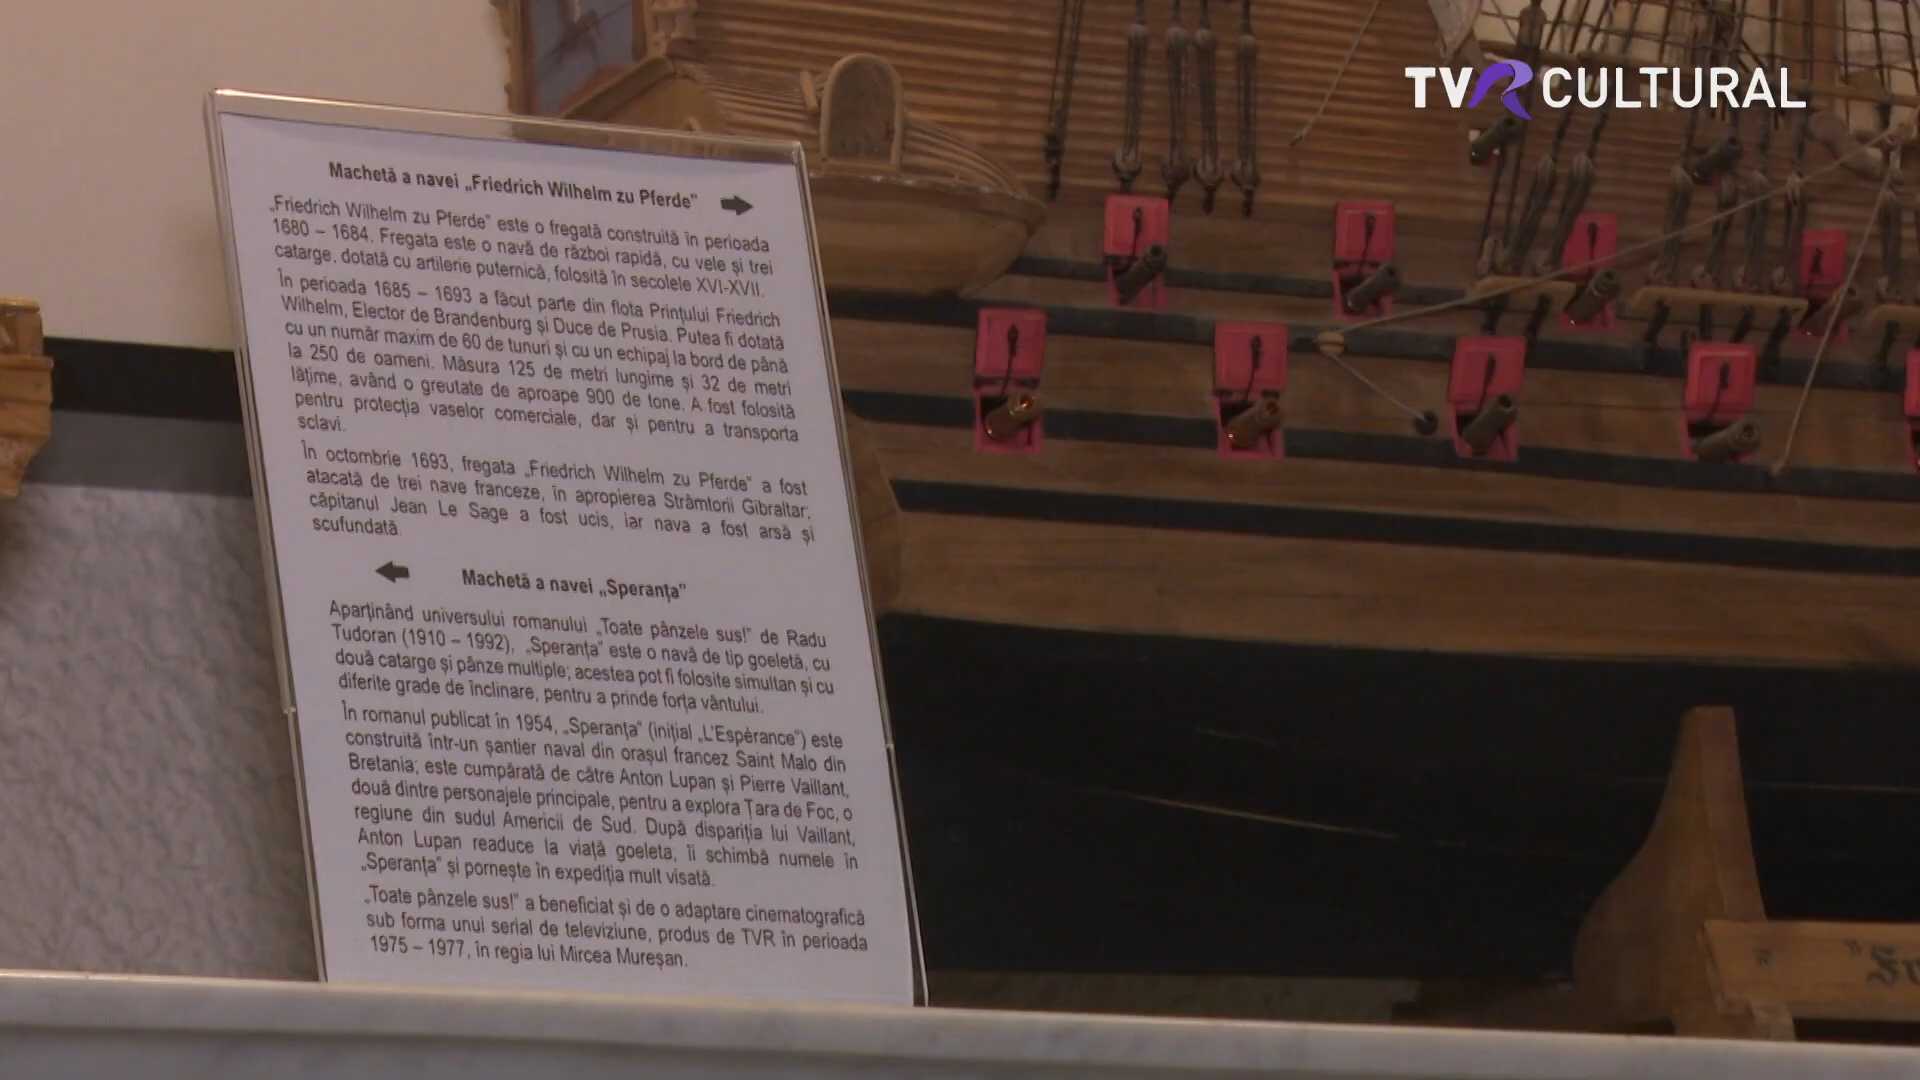 TVR CULTURAL
Machetă a navei „Friedrich Wilhelm zu Pferde”
„Friedrich Wilhelm zu Pferde” este o fregată construită în perioada
1680 – 1684. Fregata este o navă de război rapidă, cu vele și trei
catarge, dotată cu artilerie puternică, folosită în secolele XVI-XVII.
În perioada 1685 – 1693 a făcut parte din flota Prințului Friedrich
Wilhelm, Elector de Brandenburg și Duce de Prusia. Putea fi dotată
cu un număr maxim de 60 de tunuri și cu un echipaj la bord de până
la 250 de oameni. Măsura 125 de metri lungime și 32 de metri
lățime, având o greutate de aproape 900 de tone. A fost folosită
pentru protecția vaselor comerciale, dar și pentru a transporta
sclavi.
În octombrie 1693, fregata „Friedrich Wilhelm zu Pferde” a fost
atacată de trei nave franceze, în apropierea Strâmtorii Gibraltar;
căpitanul Jean Le Sage a fost ucis, iar nava a fost arsă și
scufundată.
Machetă a navei „Speranța”
Aparținând universului romanului „Toate pânzele sus!” de Radu
Tudoran (1910 – 1992), „Speranța” este o navă de tip goeletă, cu
două catarge și pânze multiple; acestea pot fi folosite simultan și cu
diferite grade de înclinare, pentru a prinde forța vântului.
În romanul publicat în 1954, „Speranța” (inițial „L'Espérance”) este
construită într-un șantier naval din orașul francez Saint Malo din
Bretania; este cumpărată de către Anton Lupan și Pierre Vaillant,
două dintre personajele principale, pentru a explora Țara de Foc, o
regiune din sudul Americii de Sud. După dispariția lui Vaillant,
Anton Lupan readuce la viață goeleta, îi schimbă numele în
„Speranța” și pornește în expediția mult visată.
„Toate pânzele sus!” a beneficiat și de o adaptare cinematografică
sub forma unui serial de televiziune, produs de TVR în perioada
1975 – 1977, în regia lui Mircea Mureșan.